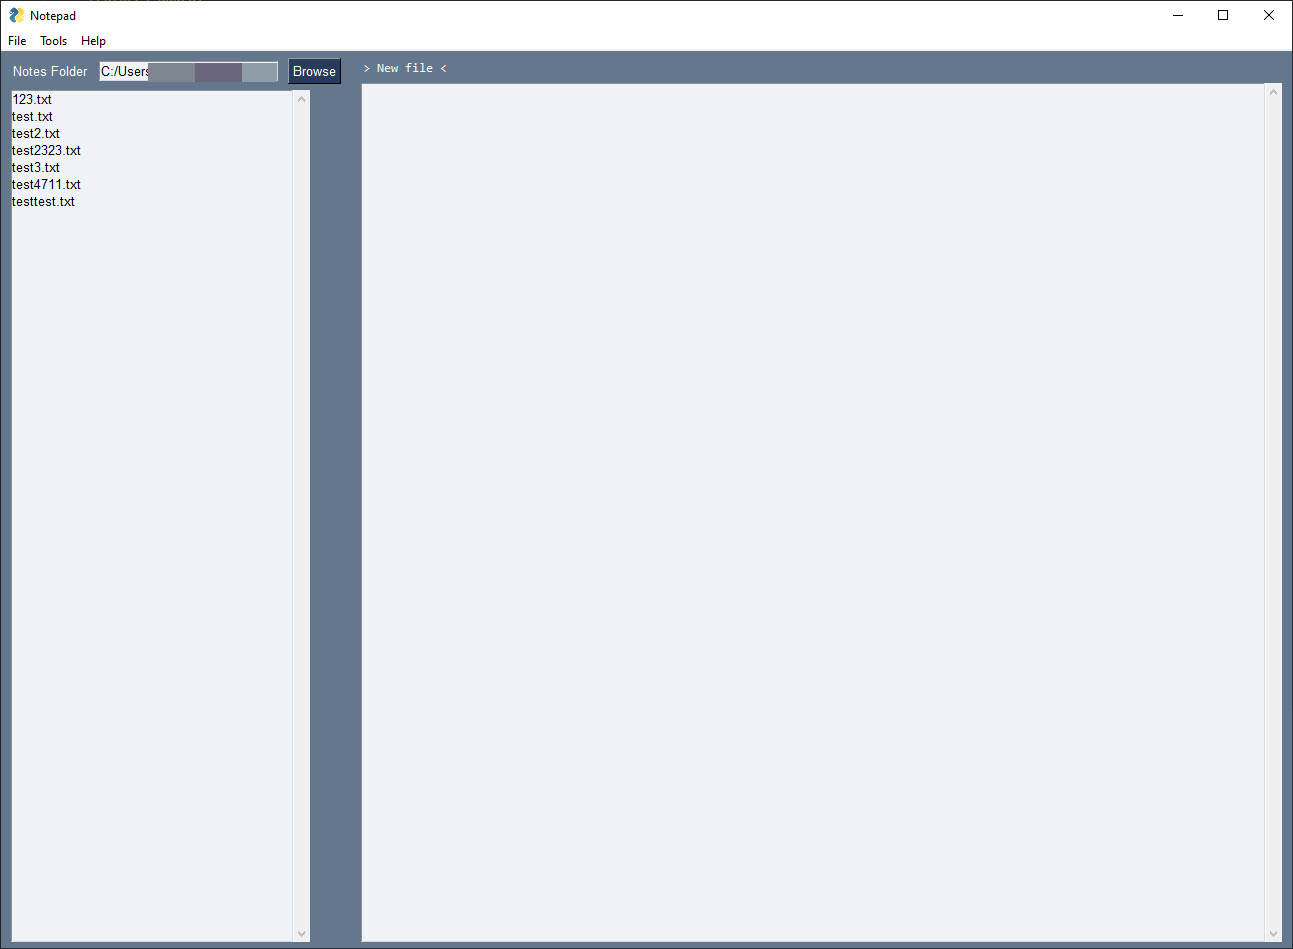 Notepad
File Tools Help
Notes Folder C:/Users Browse
123.txt
test.txt
test2.txt
test2323.txt
test3.txt
test4711.txt
testtest.txt
> New file <